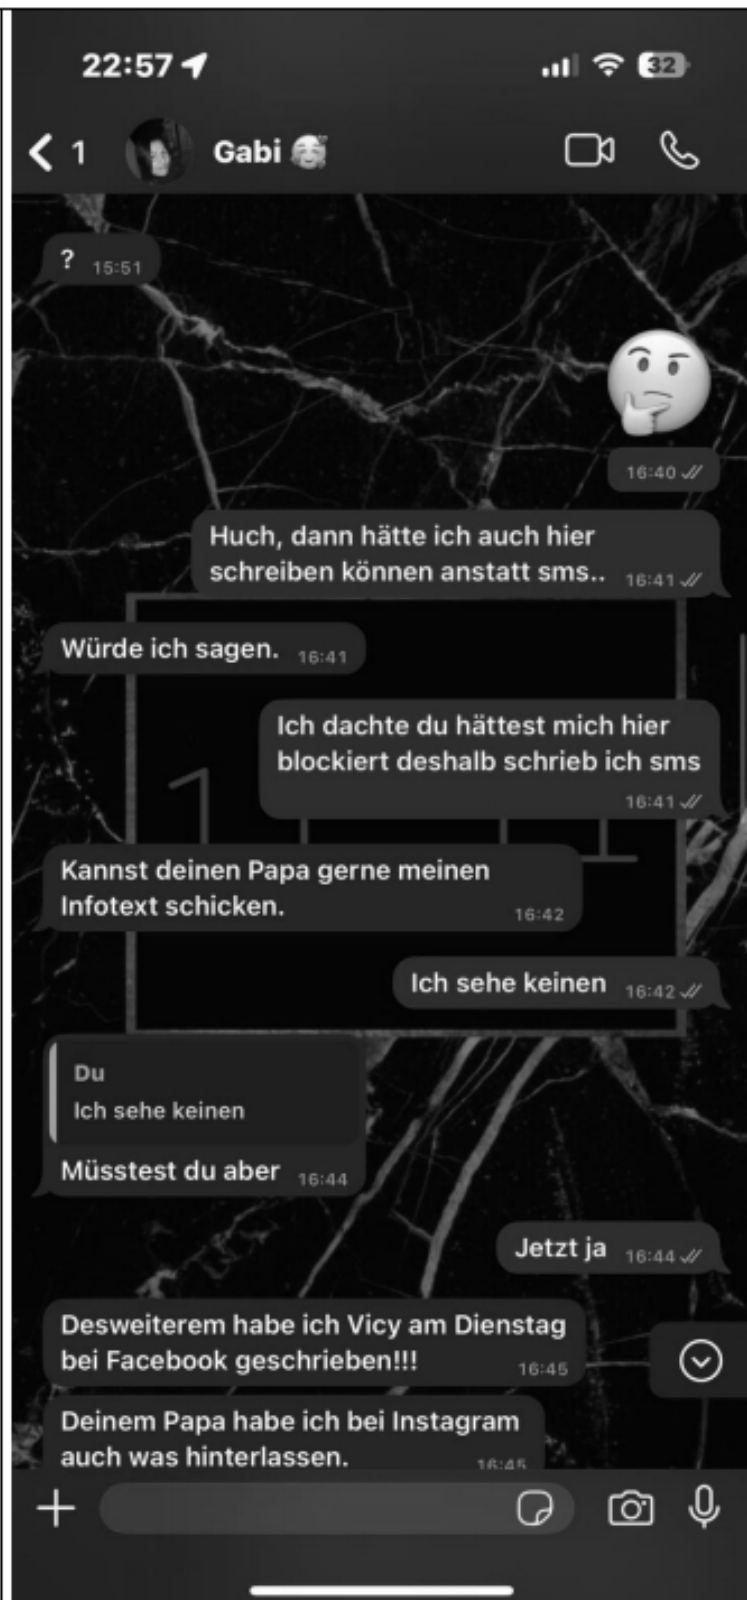 22:57
32
1
Gabi
?
15:51
16:40
Huch, dann hätte ich auch hier
schreiben können anstatt sms.. 16:41
Würde ich sagen. 16:41
Ich dachte du hättest mich hier
blockiert deshalb schrieb ich sms
16:41
Kannst deinen Papa gerne meinen
Infotext schicken. 16:42
Ich sehe keinen 16:42
Du
Ich sehe keinen
Müsstest du aber 16:44
Jetzt ja 16:44
Desweiterem habe ich Vicy am Dienstag
bei Facebook geschrieben!!! 16:45
Deinem Papa habe ich bei Instagram
auch was hinterlassen. 16:45